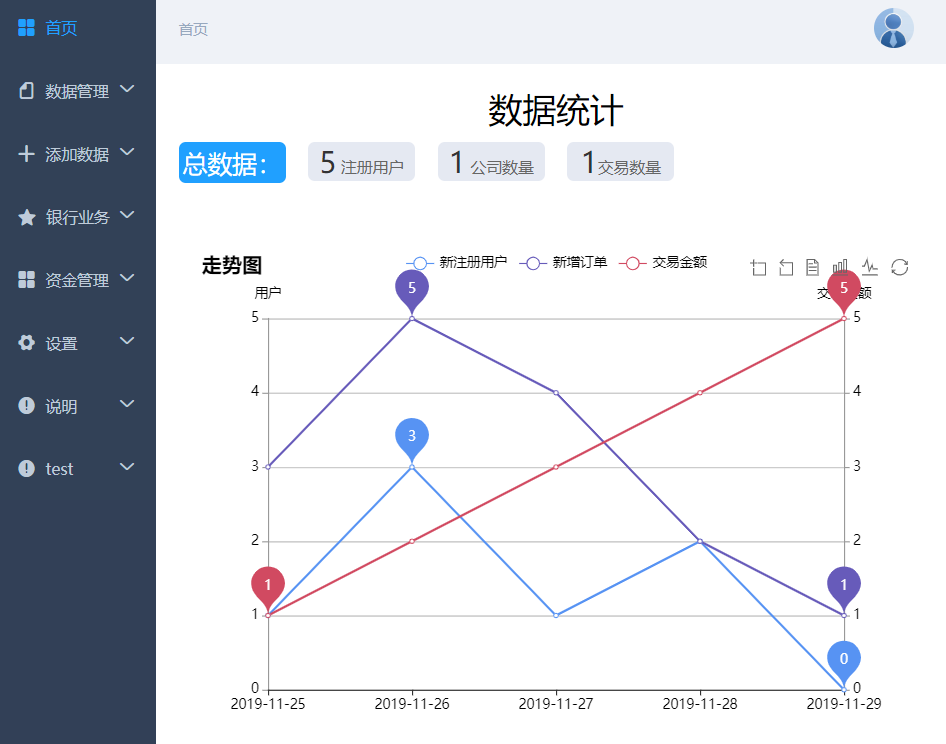 首页
数据管理
添加数据
银行业务
资金管理
设置
说明
test
首页
数据统计
总数据：
5 注册用户
1 公司数量
1交易数量
走势图
新注册用户
新增订单
交易金额
用户
5
5
交 额
5
5
4
4
3
3
3
2
2
1
1
1
1
0
0
0
2019-11-25
2019-11-26
2019-11-27
2019-11-28
2019-11-29